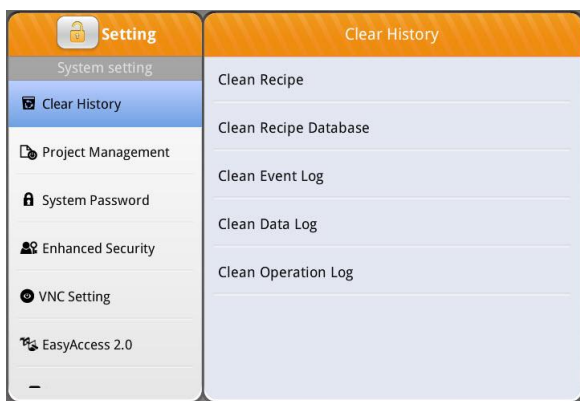 Setting
System setting
Clear History
Project Management
System Password
Enhanced Security
VNC Setting
EasyAccess 2.0
Clear History
Clean Recipe
Clean Recipe Database
Clean Event Log
Clean Data Log
Clean Operation Log